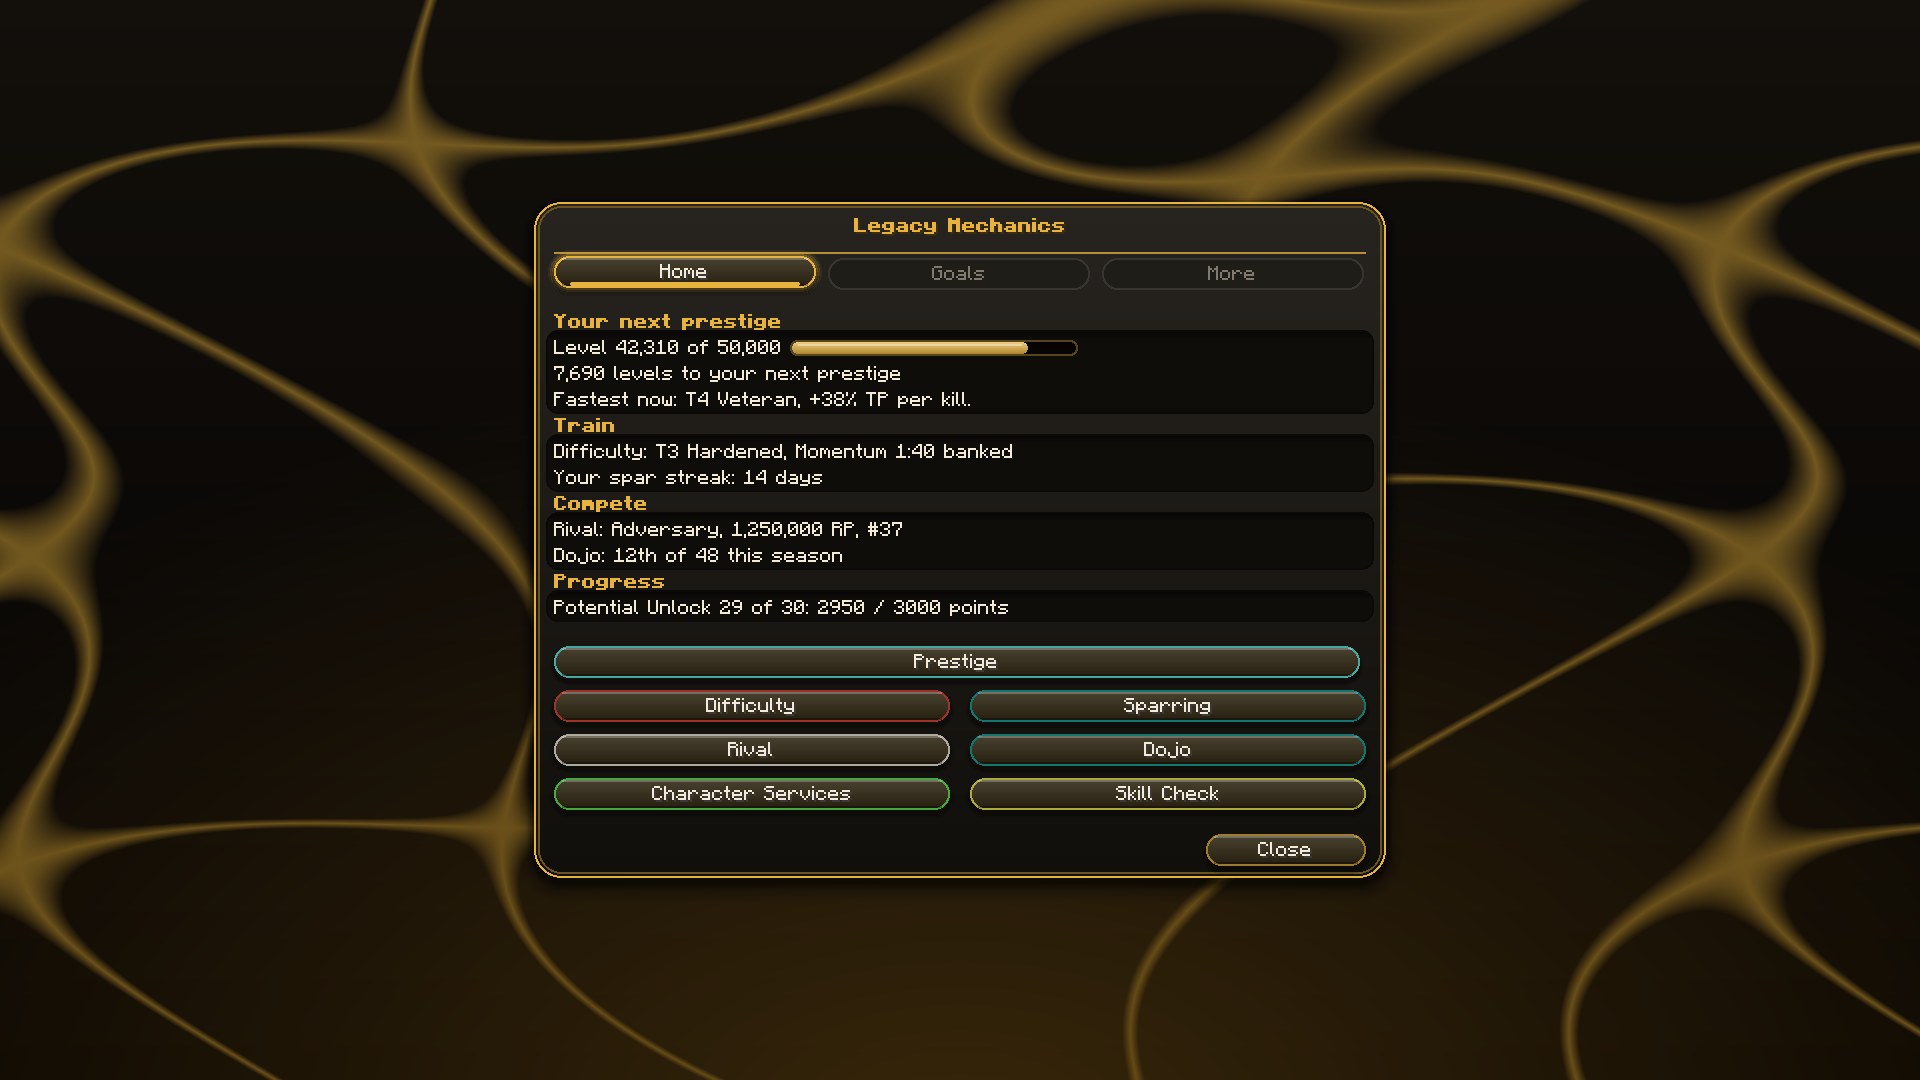 Legacy Mechanics
Home
Goals
More
Your next prestige
Level 42,310 of 50,000
7,690 levels to your next prestige
Fastest now: T4 Veteran, +38% TP per kill.
Train
Difficulty: T3 Hardened, Momentum 1:40 banked
Your spar streak: 14 days
Compete
Rival: Adversary, 1,250,000 RP, #37
Dojo: 12th of 48 this season
Progress
Potential Unlock 29 of 30: 2950 / 3000 points
Prestige
Difficulty
Sparring
Rival
Dojo
Character Services
Skill Check
Close